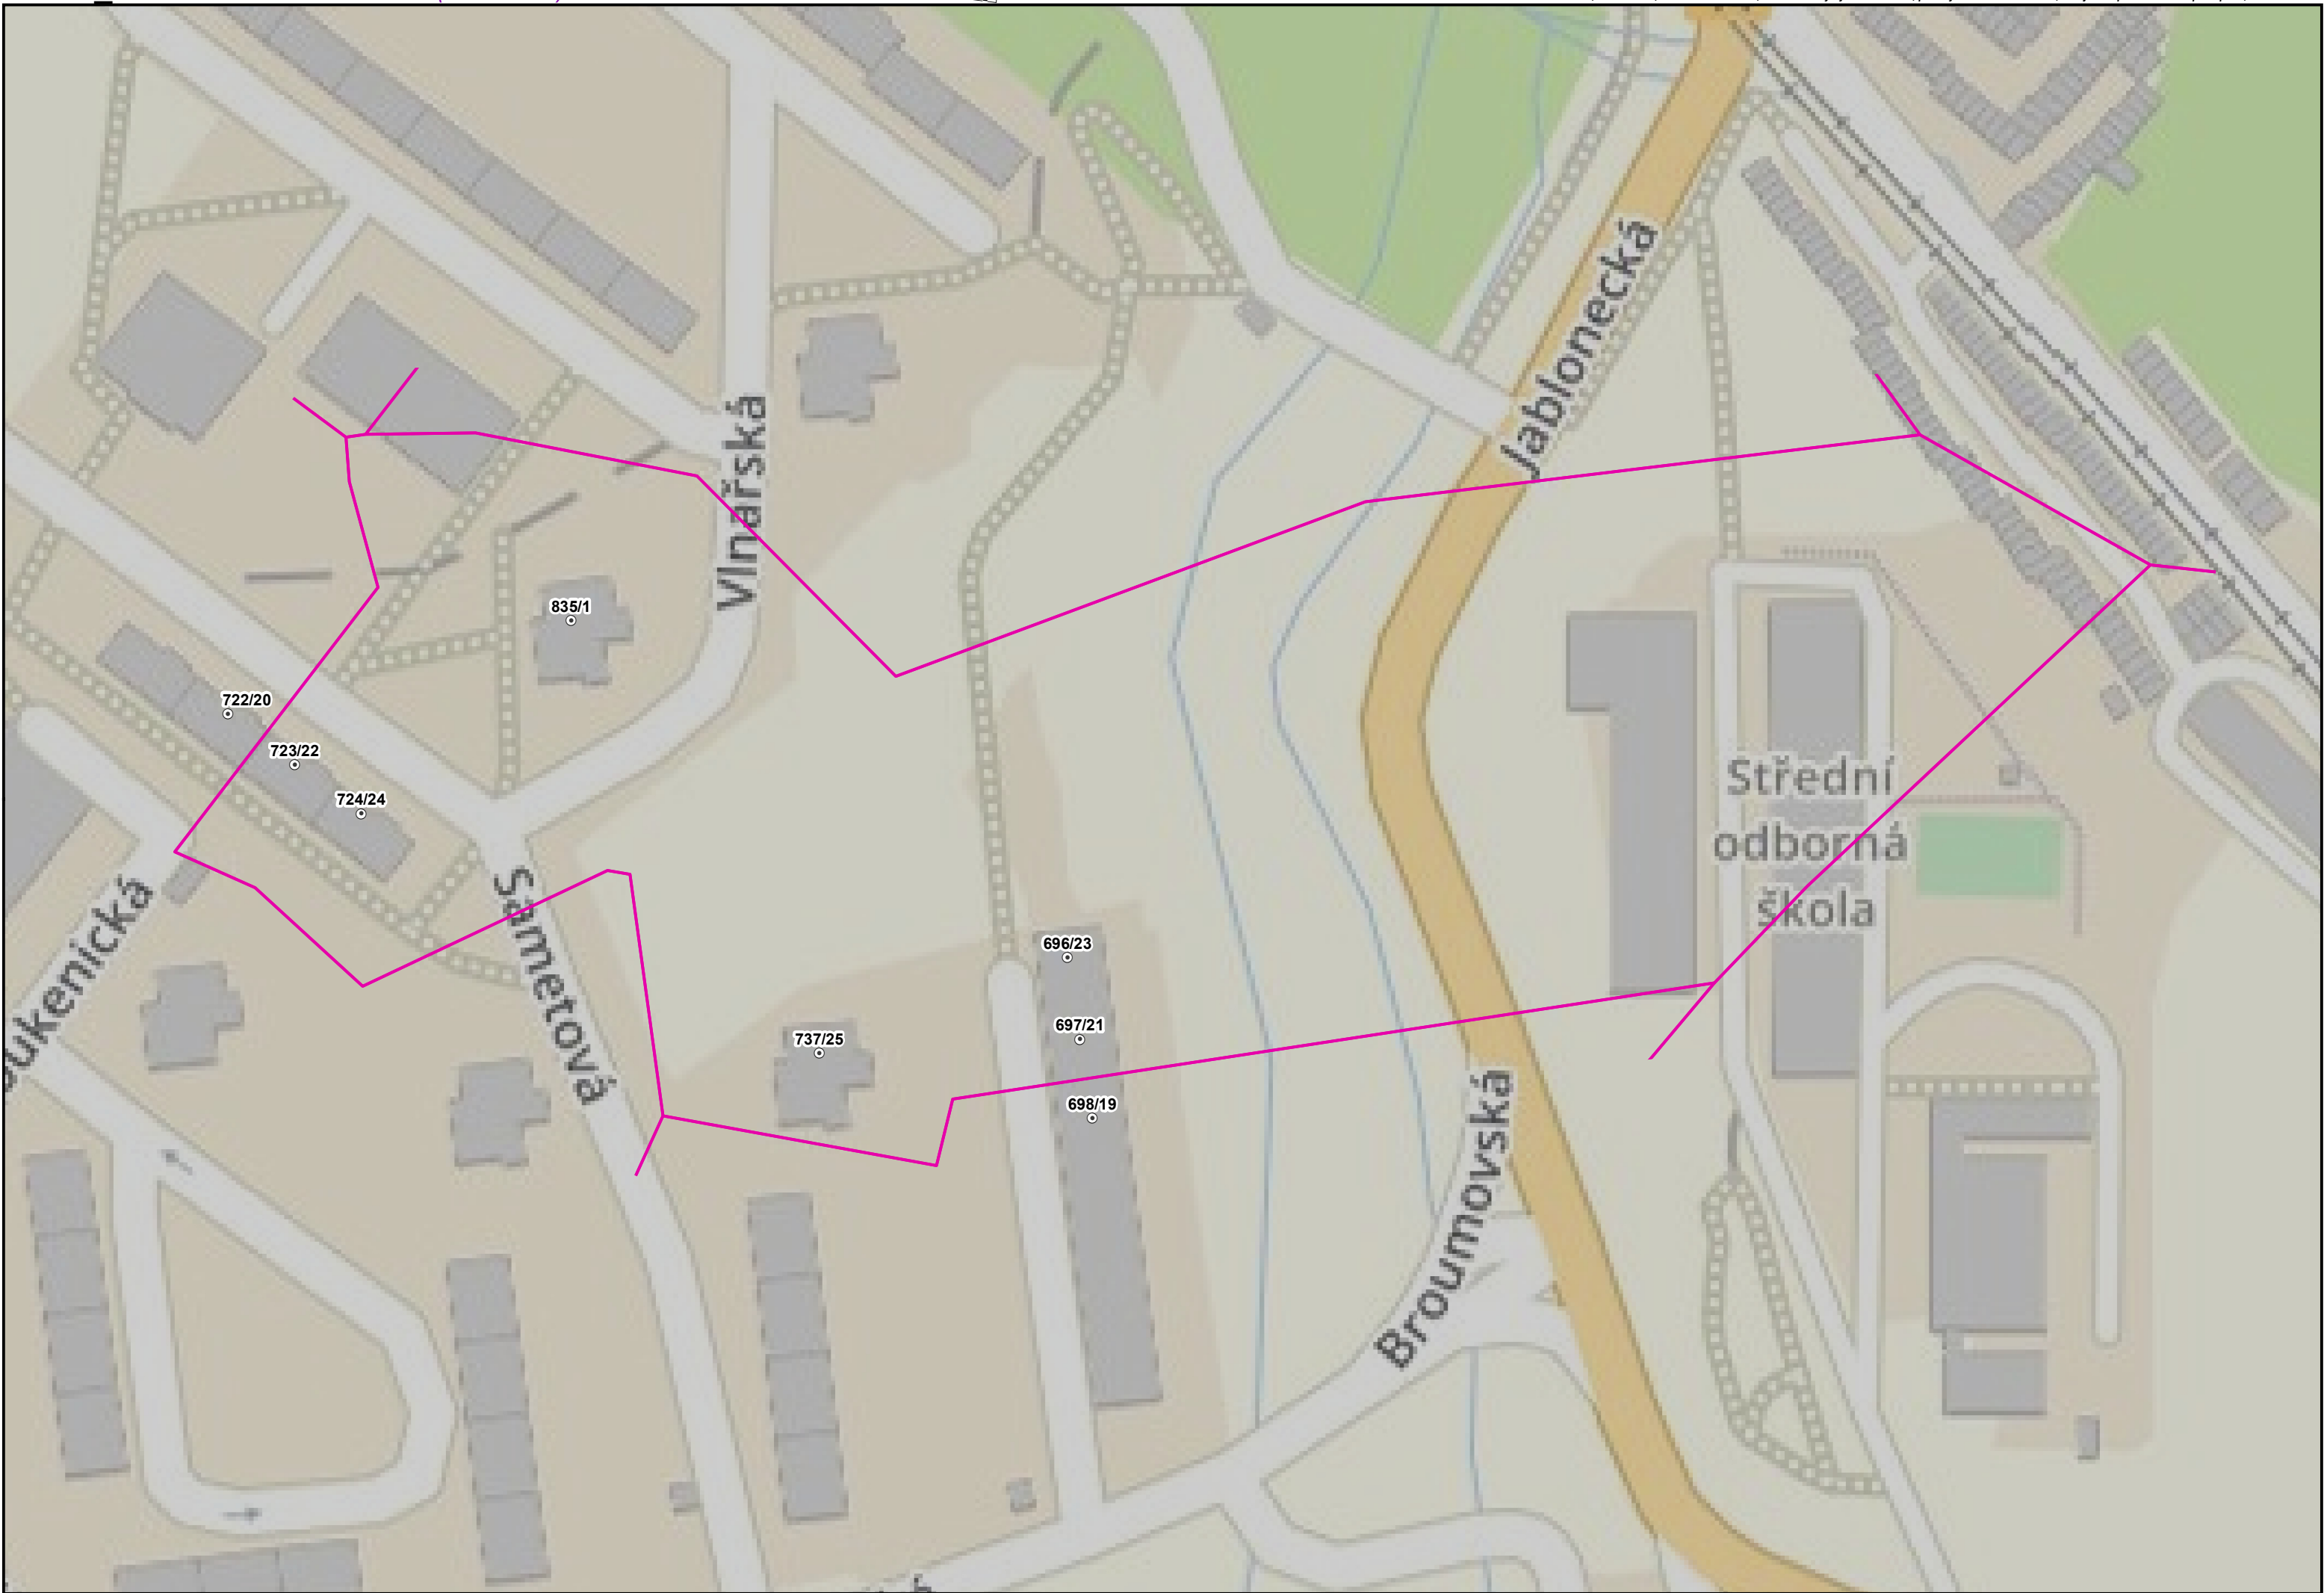 Jablonecká
Vlnařská
835/1
722/20
723/22
724/24
Střední
odborná
škola
Sametová
696/23
697/21
737/25
698/19
Broumovská